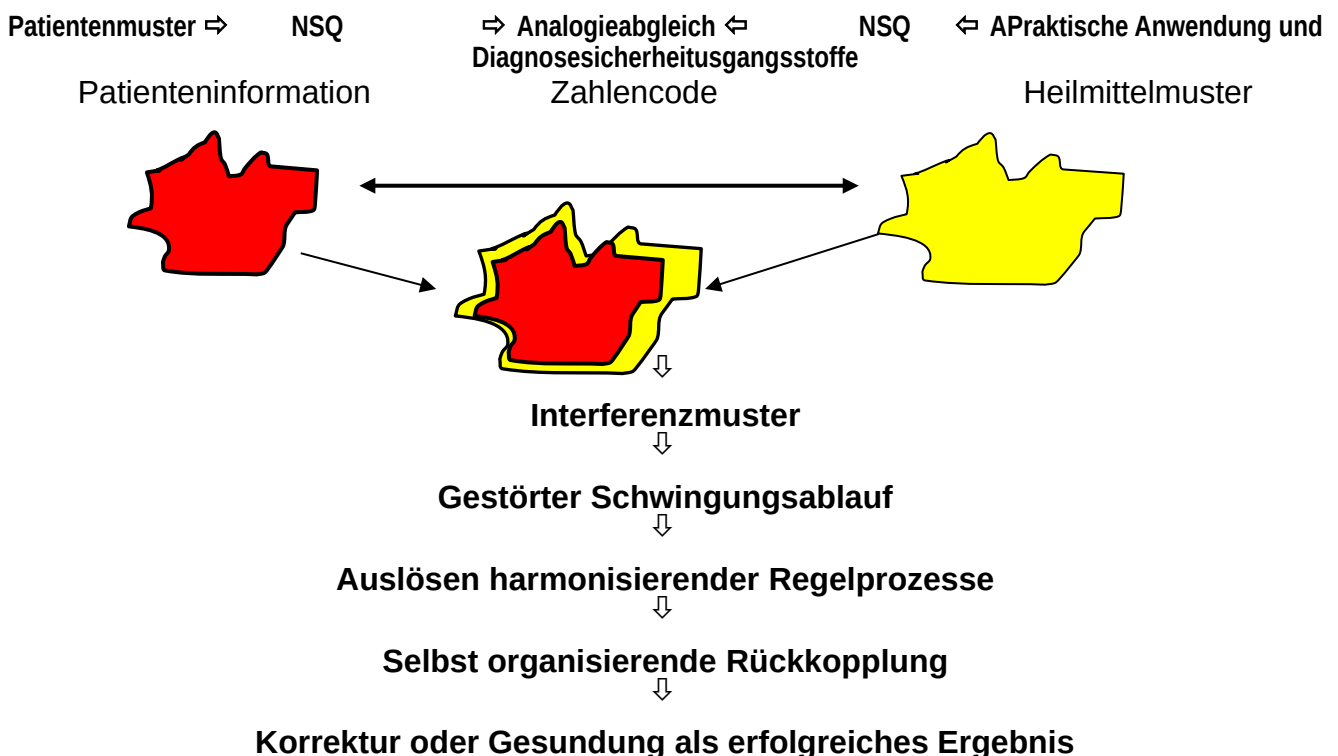 Patientenmuster ⇨ NSQ ⇨ Analogieabgleich ⇦ NSQ ⇦ APraktische Anwendung und
Diagnosesicherheitusgangsstoffe
Patienteninformation Zahlencode Heilmittelmuster
⇩
Interferenzmuster
⇩
Gestörter Schwingungsablauf
⇩
Auslösen harmonisierender Regelprozesse
⇩
Selbst organisierende Rückkopplung
⇩
Korrektur oder Gesundung als erfolgreiches Ergebnis